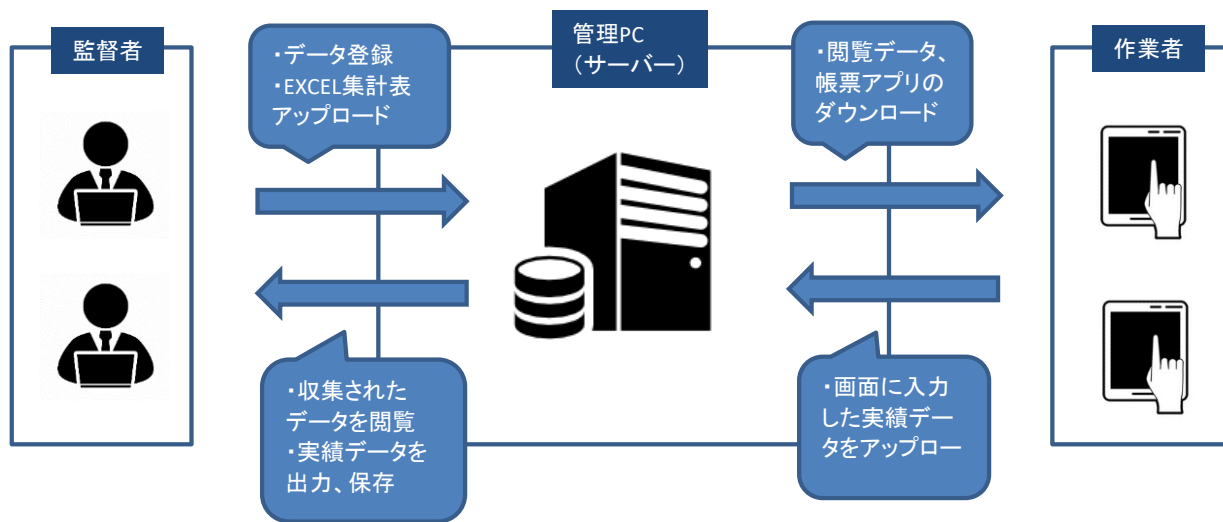 監督者
・データ登録
・EXCEL集計表
アップロード
管理PC
（サーバー）
・閲覧データ、
帳票アプリの
ダウンロード
作業者
・収集された
データを閲覧
・実績データを
出力、保存
・画面に入力
した実績デー
タをアップロー